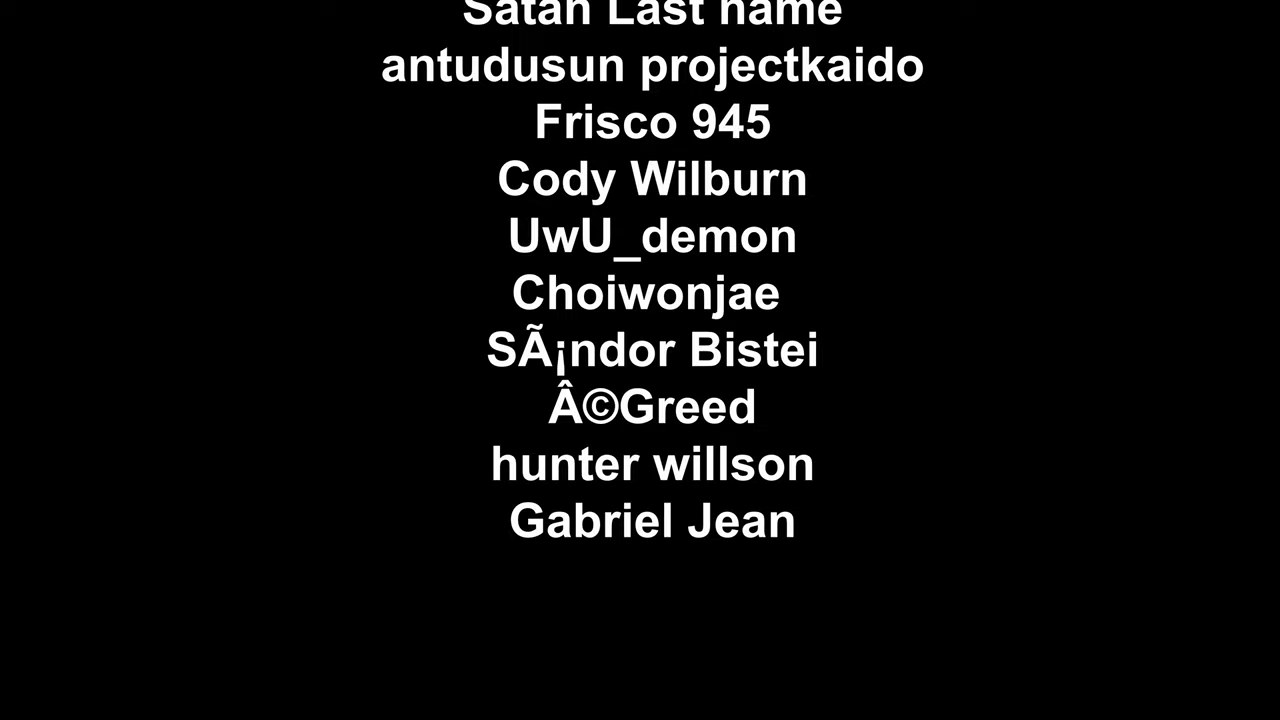 Satan Last name
antudusun projectkaido
Frisco 945
Cody Wilburn
UwU_demon
Choiwonjae
SÃ¡ndor Bistei
Â©Greed
hunter willson
Gabriel Jean